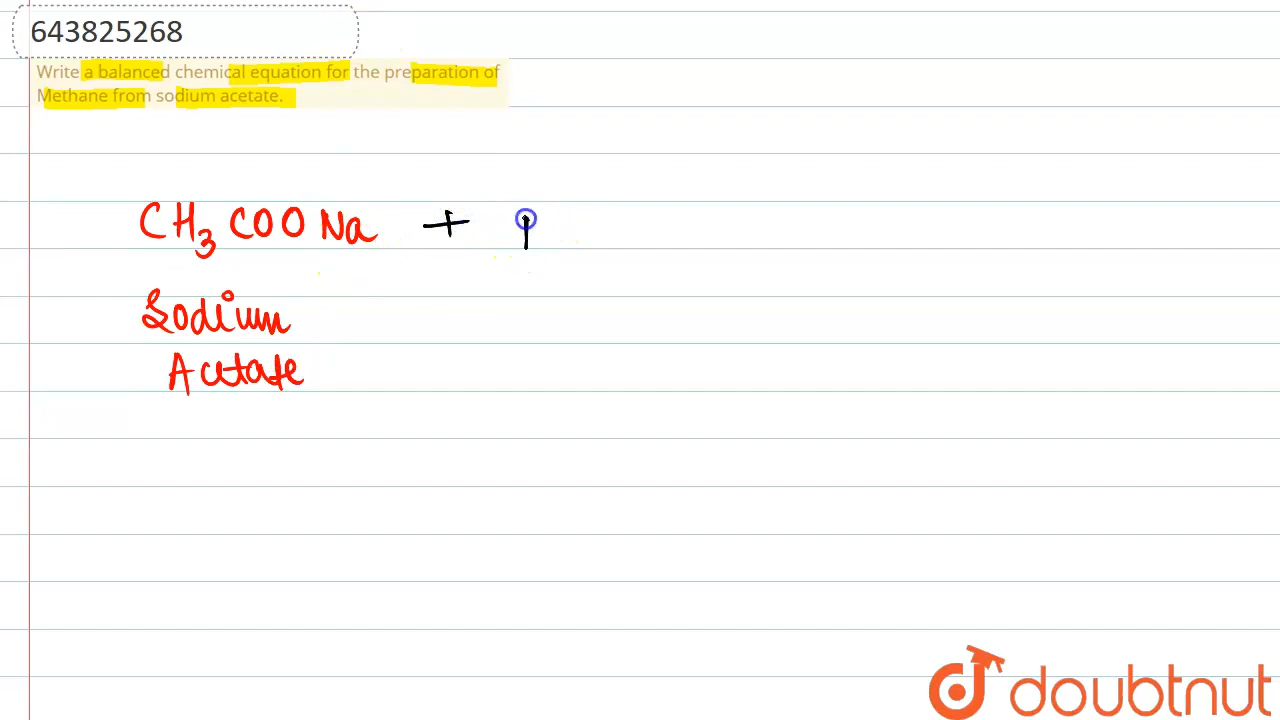 643825268
Write a balanced chemical equation for the preparation of
Methane from sodium acetate.
CH₃COONa +
Sodium
Acetate
doubtnut